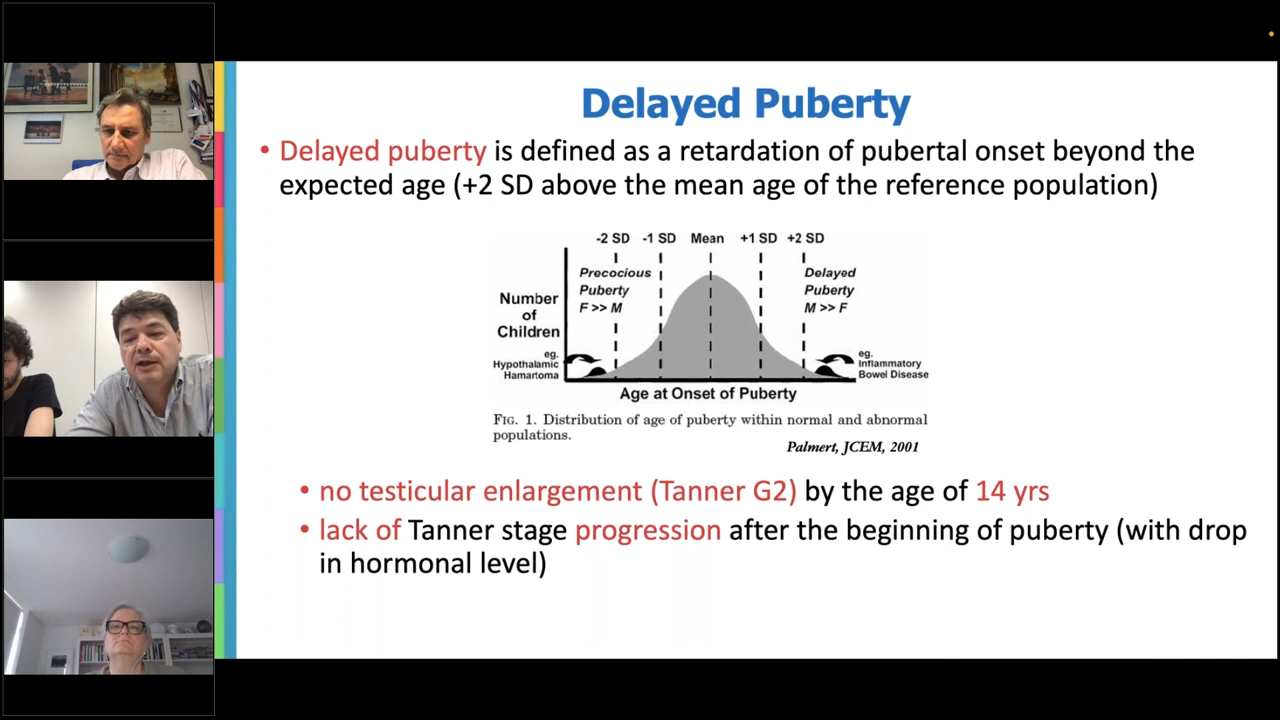 Delayed Puberty
• Delayed puberty is defined as a retardation of pubertal onset beyond the
expected age (+2 SD above the mean age of the reference population)
-2 SD -1 SD Mean +1 SD +2 SD
Precocious
Puberty
F >> M
Delayed
Puberty
M >> F
Number
of
Children
eg.
Hypothalamic
Hamartoma
eg.
Inflammatory
Bowel Disease
Age at Onset of Puberty
FIG. 1. Distribution of age of puberty within normal and abnormal
populations.
Palmert, JCEM, 2001
• no testicular enlargement (Tanner G2) by the age of 14 yrs
• lack of Tanner stage progression after the beginning of puberty (with drop
in hormonal level)